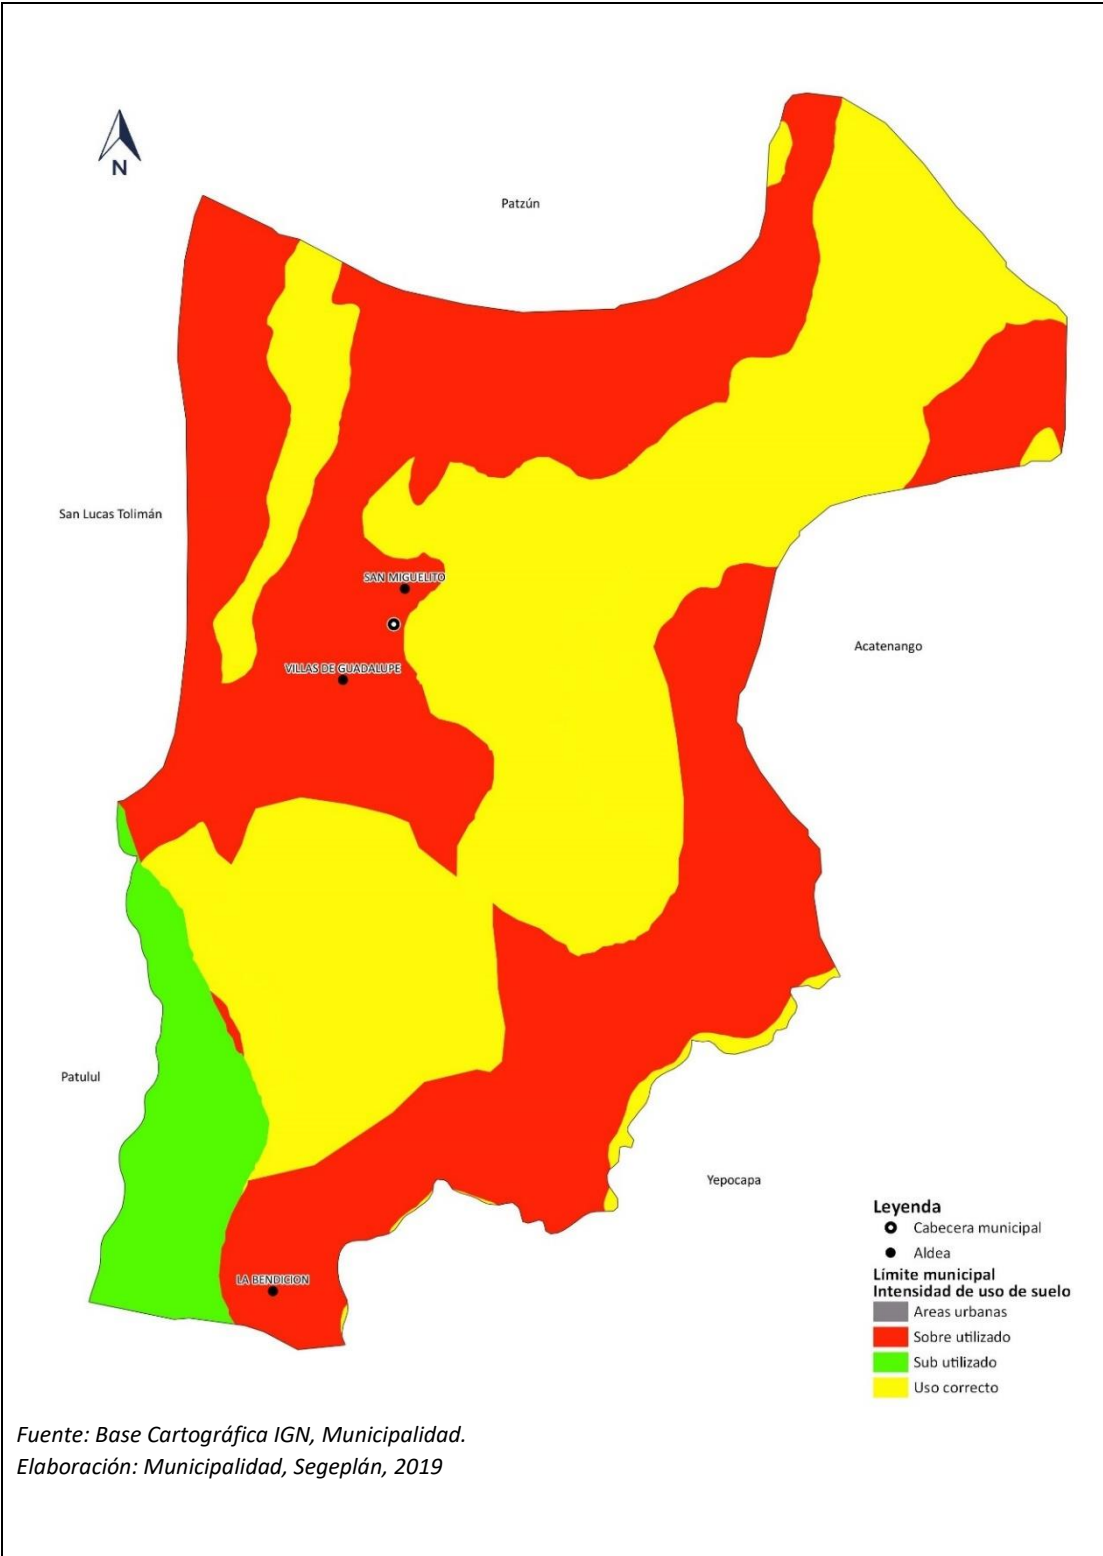 N
Patzún
San Lucas Tolimán
SAN MIGUELITO
Acatenango
VILLAS DE GUADALUPE
Patulul
Yepocapa
LA BENDICION
Leyenda
Cabecera municipal
Aldea
Límite municipal
Intensidad de uso de suelo
Areas urbanas
Sobre utilizado
Sub utilizado
Uso correcto
Fuente: Base Cartográfica IGN, Municipalidad.
Elaboración: Municipalidad, Segeplán, 2019